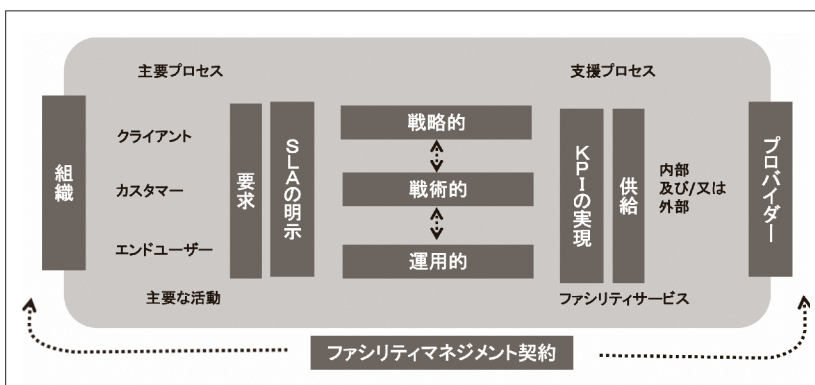 主要プロセス
支援プロセス
組織
クライアント
カスタマー
エンドユーザー
要求
SLAの明示
戦略的
戦術的
運用的
KPIの実現
供給
内部
及び/又は
外部
プロバイダー
主要な活動
ファシリティサービス
ファシリティマネジメント契約